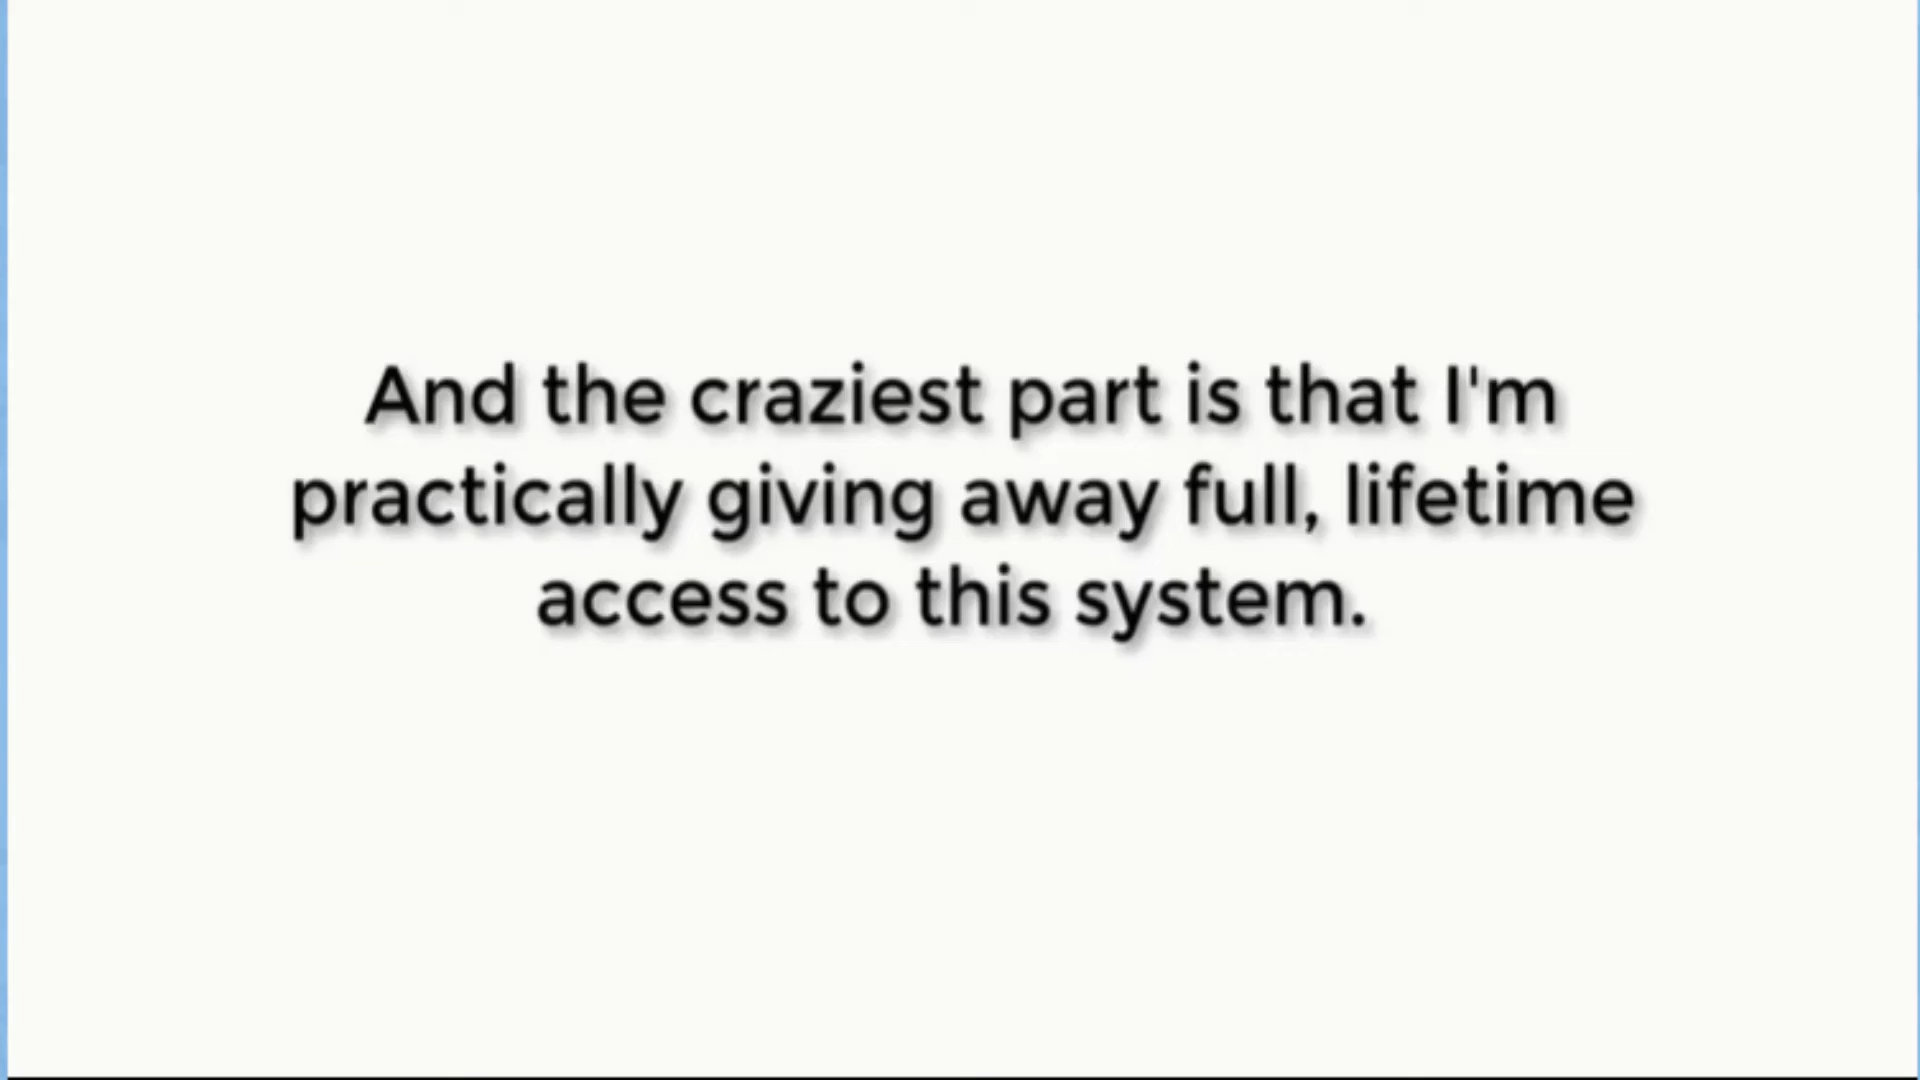 And the craziest part is that I'm
practically giving away full, lifetime
access to this system.